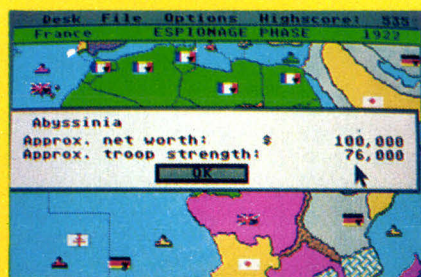 Desk File Options Highscore: 535
France ESPIONAGE PHASE 1922
Abyssinia
Approx. net worth: $ 100,000
Approx. troop strength: 76,000
OK